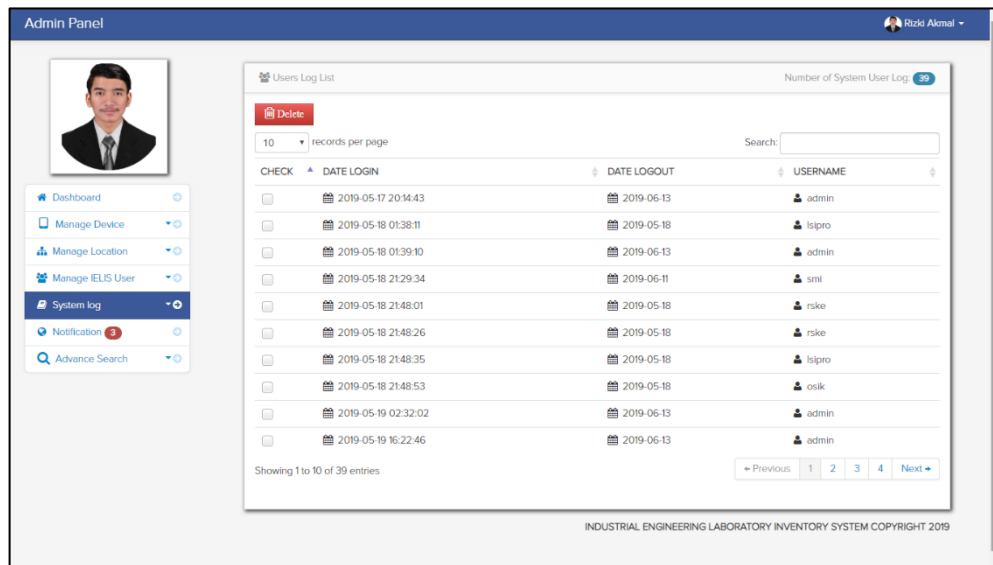 Admin Panel
Rizki Akmal
Users Log List
Number of System User Log: 39
Delete
10 records per page
Search:
CHECK DATE LOGIN DATE LOGOUT USERNAME
2019-05-17 20:14:43 2019-06-13 admin
2019-05-18 01:38:11 2019-05-18 lsipro
2019-05-18 01:39:10 2019-06-13 admin
2019-05-18 21:29:34 2019-06-11 smi
2019-05-18 21:48:01 2019-05-18 rske
2019-05-18 21:48:26 2019-05-18 rske
2019-05-18 21:48:35 2019-05-18 lsipro
2019-05-18 21:48:53 2019-05-18 osik
2019-05-19 02:32:02 2019-06-13 admin
2019-05-19 16:22:46 2019-06-13 admin
Showing 1 to 10 of 39 entries
← Previous 1 2 3 4 Next →
Dashboard
Manage Device
Manage Location
Manage IELIS User
System log
Notification 3
Advance Search
INDUSTRIAL ENGINEERING LABORATORY INVENTORY SYSTEM COPYRIGHT 2019